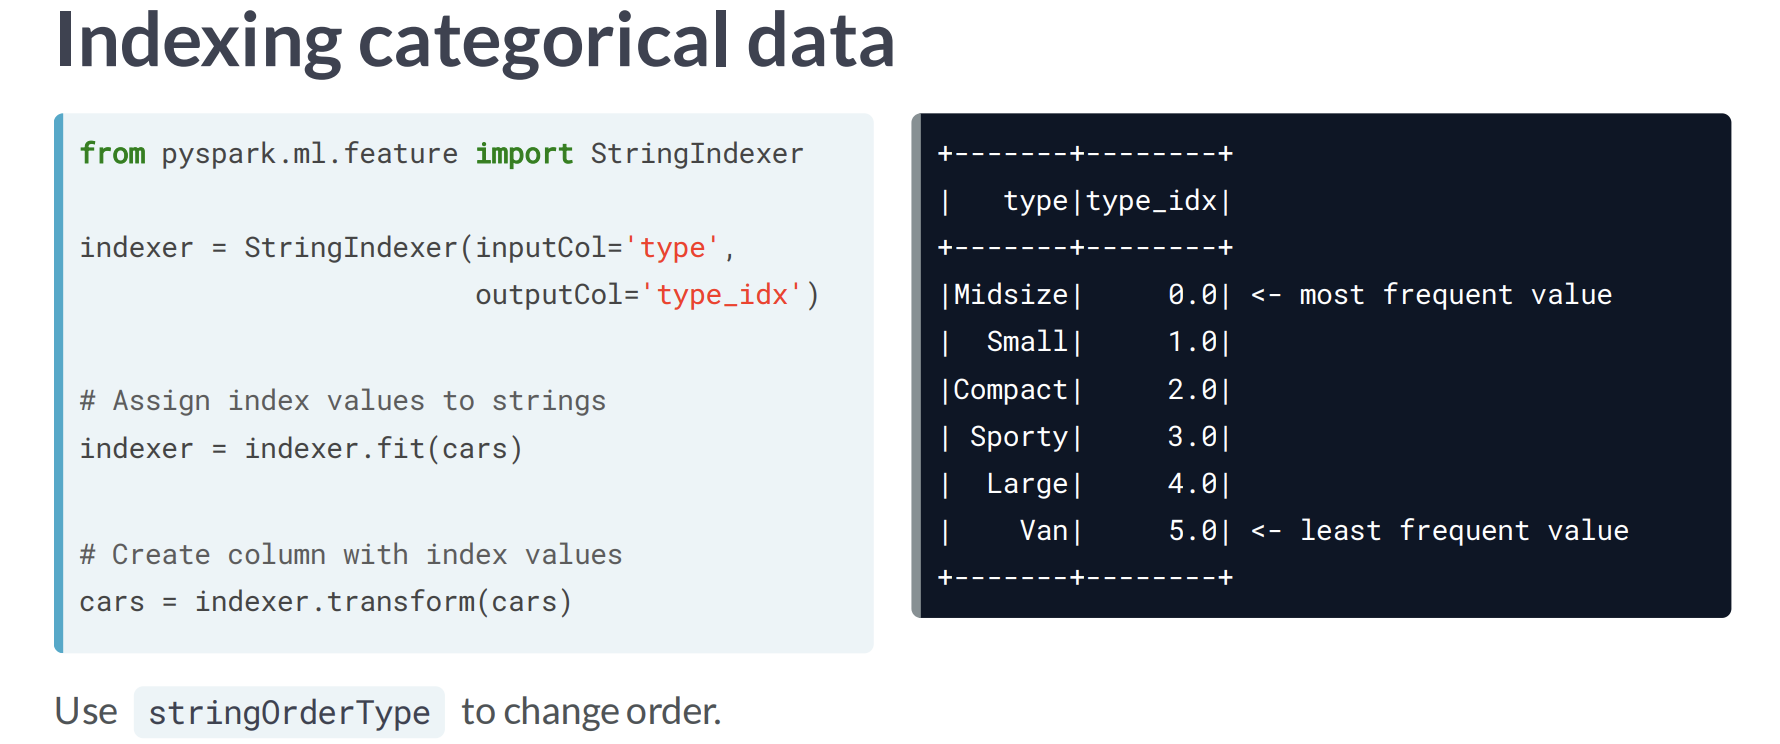 Indexing categorical data
from pyspark.ml.feature import StringIndexer
indexer = StringIndexer(inputCol='type',
                        outputCol='type_idx')
# Assign index values to strings
indexer = indexer.fit(cars)
# Create column with index values
cars = indexer.transform(cars)
+-------+--------+
|   type|type_idx|
+-------+--------+
|Midsize|     0.0| <- most frequent value
|  Small|     1.0|
|Compact|     2.0|
| Sporty|     3.0|
|  Large|     4.0|
|    Van|     5.0| <- least frequent value
+-------+--------+
Use stringOrderType to change order.